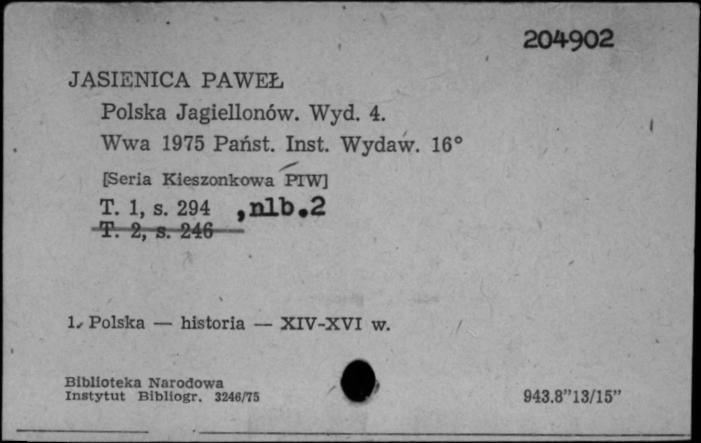 204902
JASIENICA PAWEŁ
Polska Jagiellonów. Wyd. 4.
Wwa 1975 Państ. Inst. Wydaw. 16°
[Seria Kieszonkowa PIW]
T. 1, s. 294 ,nlb.2
T. 2, s. 246
1. Polska — historia — XIV-XVI w.
Biblioteka Narodowa
Instytut Bibliogr. 3246/75
943.8”13/15”